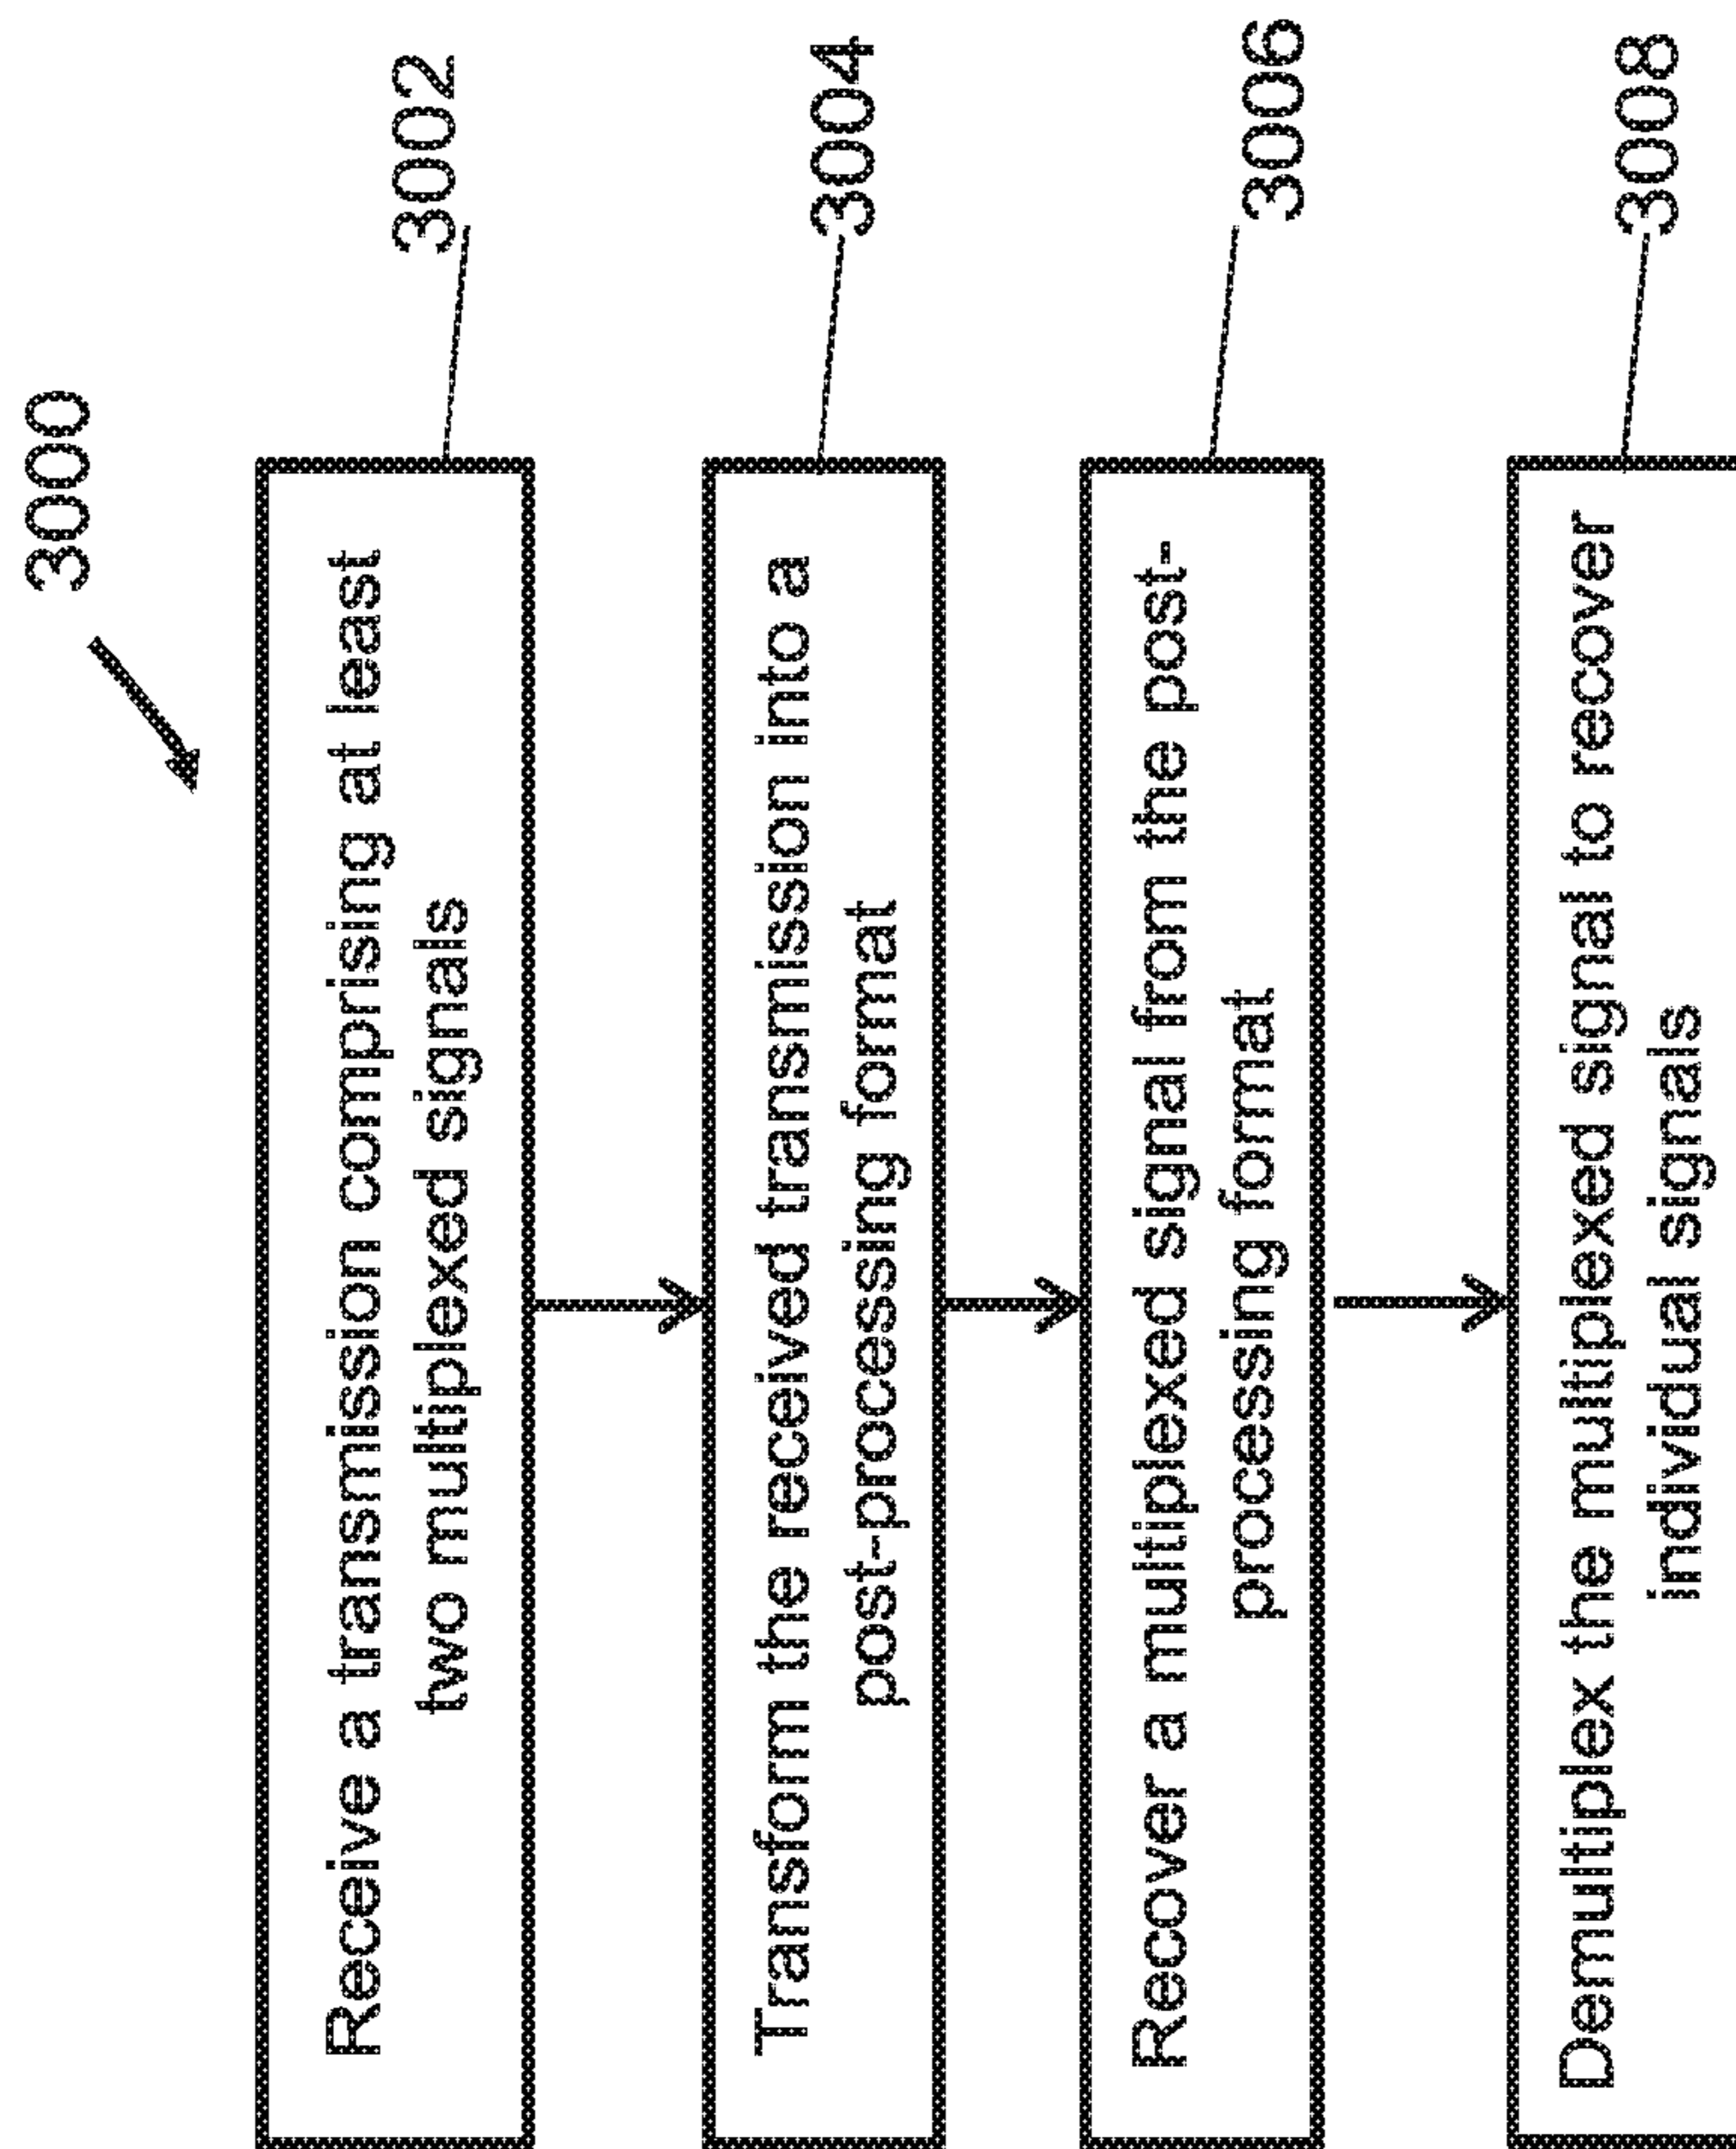 3000
Receive a transmission comprising at least
two multiplexed signals
3002
Transform the received transmission into a
post-processing format
3004
Recover a multiplexed signal from the post-
processing format
3006
Demultiplex the multiplexed signal to recover
individual signals
3008